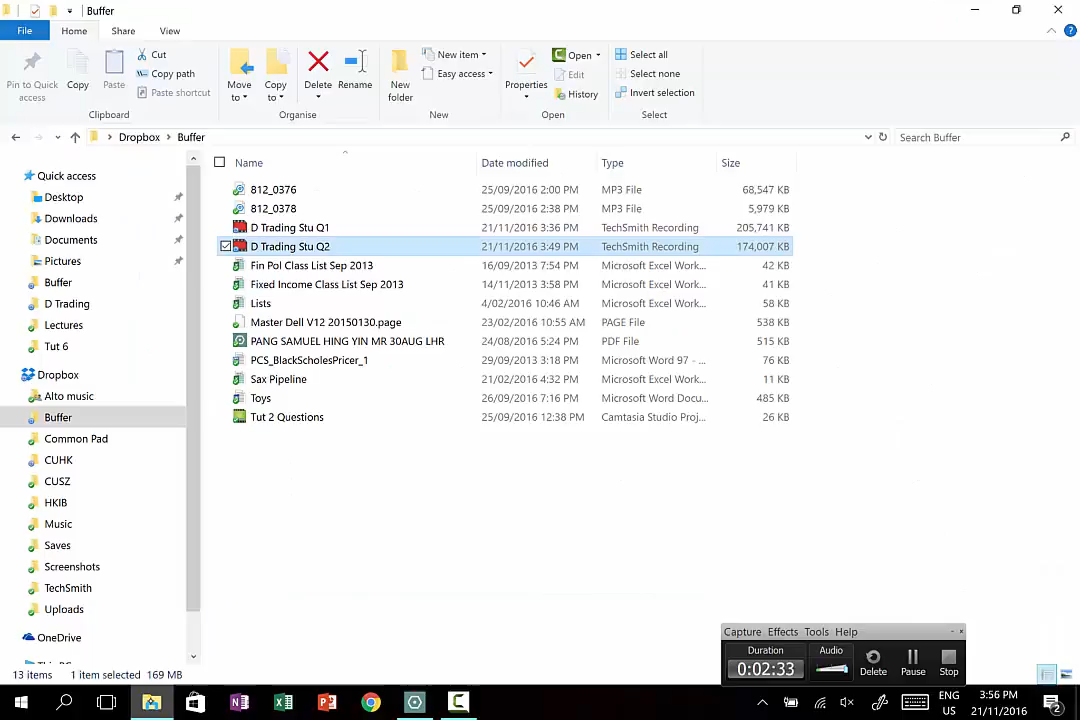 Buffer
File Home Share View
Pin to Quick access
Copy
Paste
Cut
Copy path
Paste shortcut
Clipboard
Move to
Copy to
Delete
Rename
Organise
New folder
New item
Easy access
New
Properties
Open
Edit
History
Open
Select all
Select none
Invert selection
Select
Dropbox Buffer
Search Buffer
Quick access
Desktop
Downloads
Documents
Pictures
Buffer
D Trading
Lectures
Tut 6
Dropbox
Alto music
Buffer
Common Pad
CUHK
CUSZ
HKIB
Music
Saves
Screenshots
TechSmith
Uploads
OneDrive
Name Date modified Type Size
812_0376 25/09/2016 2:00 PM MP3 File 68,547 KB
812_0378 25/09/2016 2:38 PM MP3 File 5,979 KB
D Trading Stu Q1 21/11/2016 3:36 PM TechSmith Recording 205,741 KB
D Trading Stu Q2 21/11/2016 3:49 PM TechSmith Recording 174,007 KB
Fin Pol Class List Sep 2013 16/09/2013 7:54 PM Microsoft Excel Work... 42 KB
Fixed Income Class List Sep 2013 14/11/2013 3:58 PM Microsoft Excel Work... 41 KB
Lists 4/02/2016 10:46 AM Microsoft Excel Work... 58 KB
Master Dell V12 20150130.page 23/02/2016 10:55 AM PAGE File 538 KB
PANG SAMUEL HING YIN MR 30AUG LHR 24/08/2016 5:24 PM PDF File 515 KB
PCS_BlackScholesPricer_1 29/09/2013 3:18 PM Microsoft Word 97 - ... 76 KB
Sax Pipeline 21/02/2016 4:32 PM Microsoft Excel Work... 11 KB
Toys 26/09/2016 7:16 PM Microsoft Word Docu... 485 KB
Tut 2 Questions 25/09/2016 12:38 PM Camtasia Studio Proj... 26 KB
Capture Effects Tools Help
Duration
0:02:33
Audio
Delete
Pause
Stop
13 items 1 item selected 169 MB
ENG
US
3:56 PM
21/11/2016
2